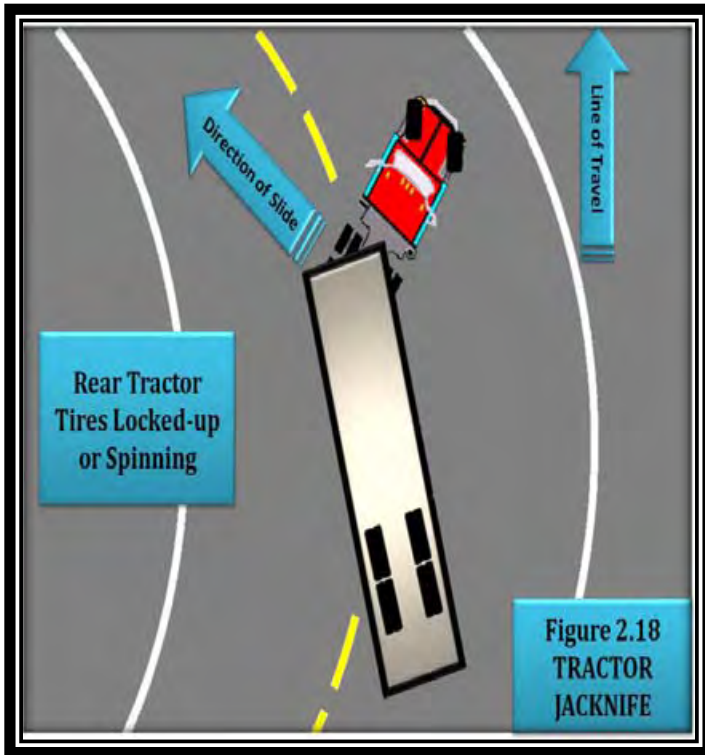 Direction of Slide
Line of Travel
Rear Tractor
Tires Locked-up
or Spinning
Figure 2.18
TRACTOR
JACKNIFE